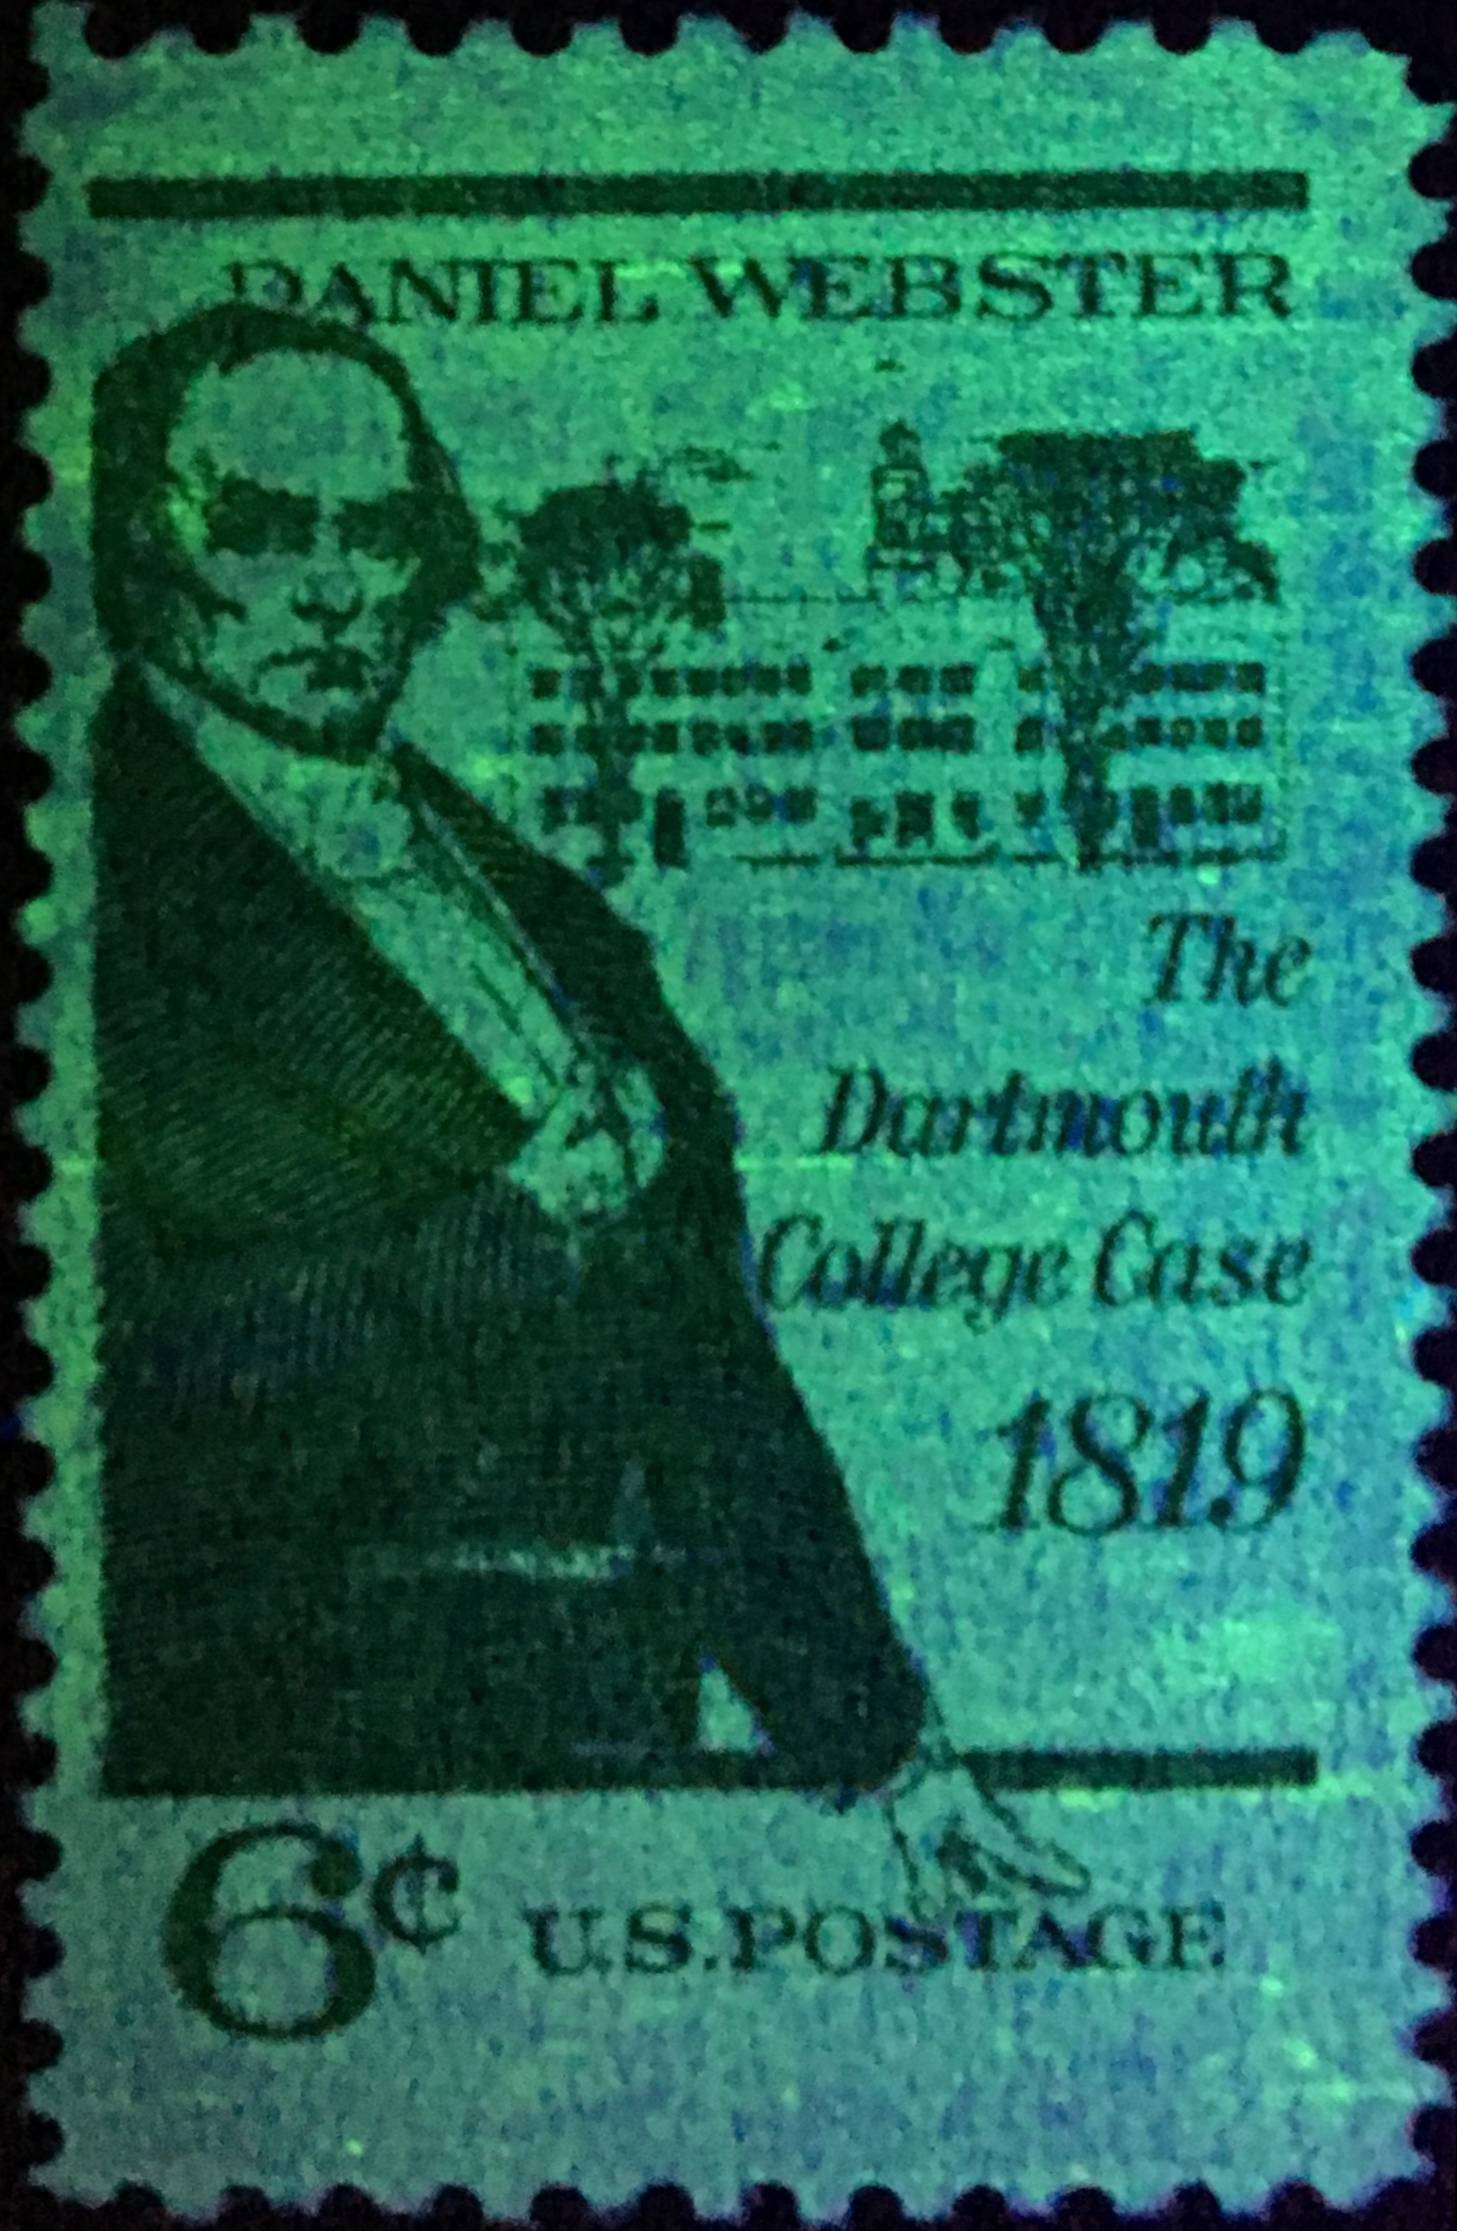 DANIEL WEBSTER
The
Dartmouth
College Case
1819
6¢ U.S. POSTAGE